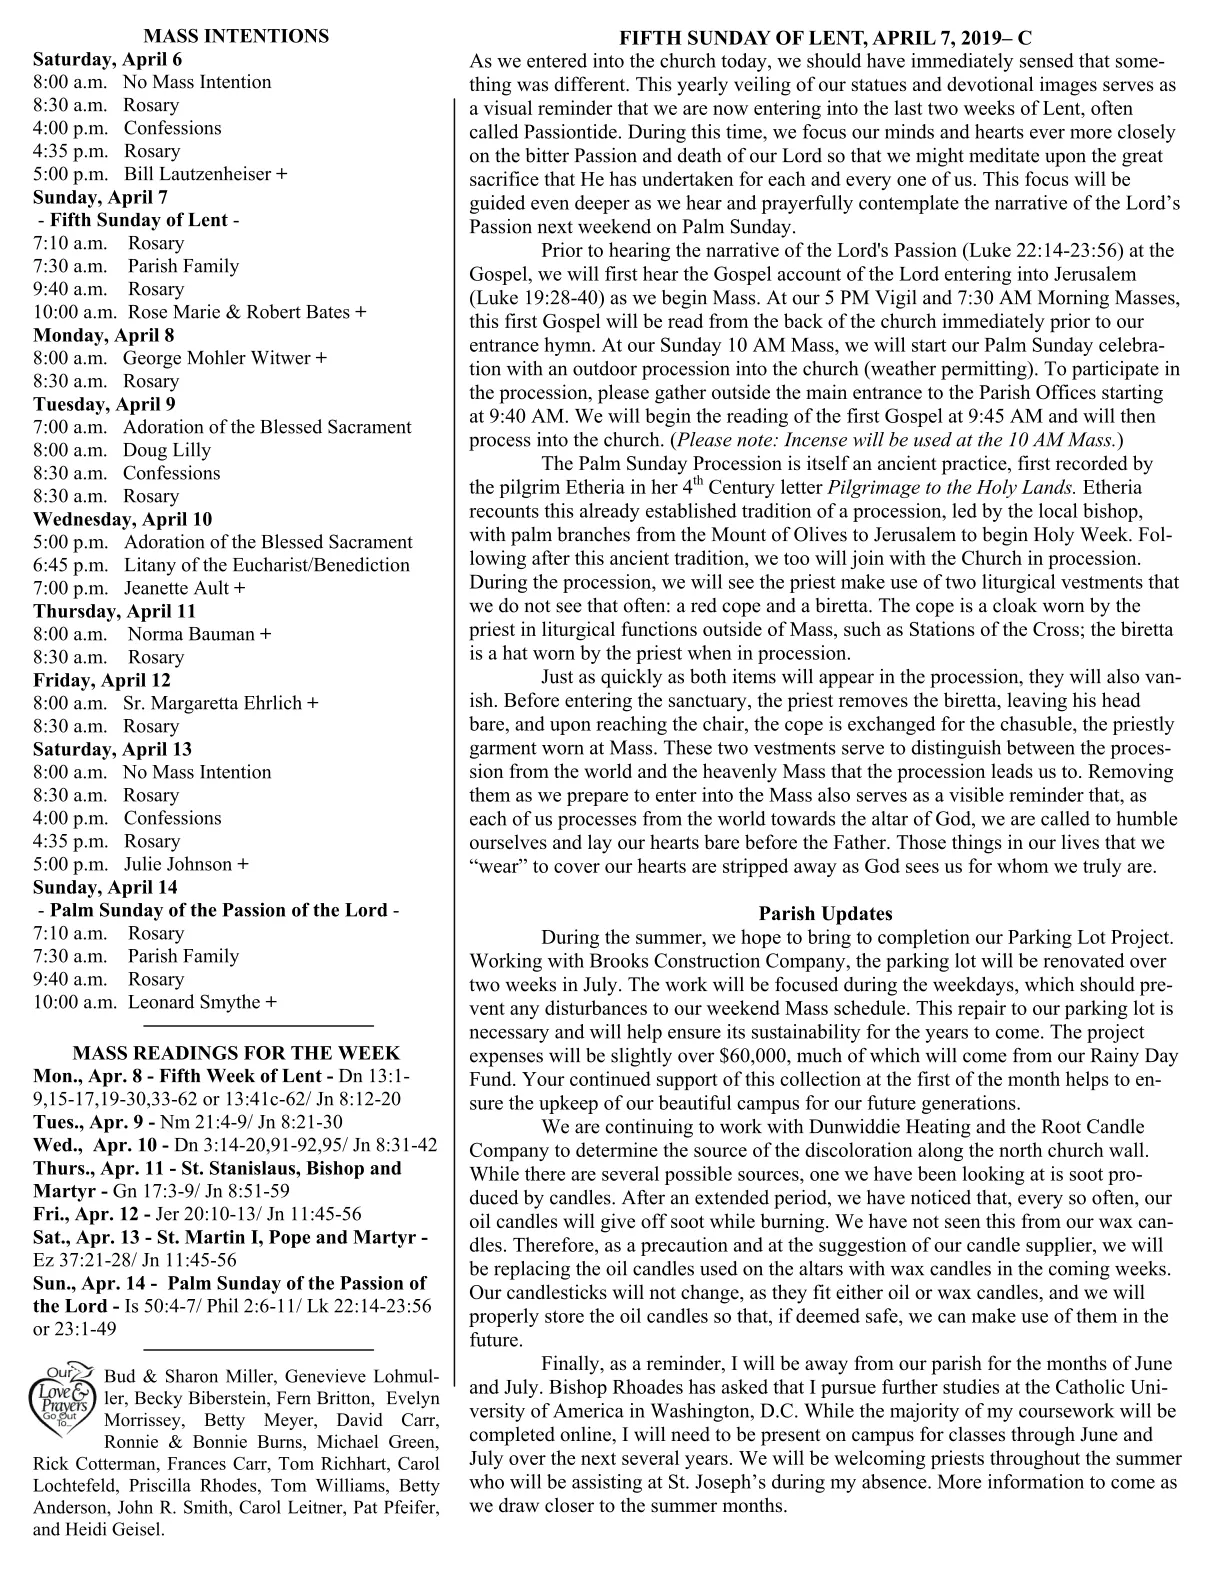 MASS INTENTIONS
Saturday, April 6
8:00 a.m. No Mass Intention
8:30 a.m. Rosary
4:00 p.m. Confessions
4:35 p.m. Rosary
5:00 p.m. Bill Lautzenheiser +
Sunday, April 7
- Fifth Sunday of Lent -
7:10 a.m. Rosary
7:30 a.m. Parish Family
9:40 a.m. Rosary
10:00 a.m. Rose Marie & Robert Bates +
Monday, April 8
8:00 a.m. George Mohler Witwer +
8:30 a.m. Rosary
Tuesday, April 9
7:00 a.m. Adoration of the Blessed Sacrament
8:00 a.m. Doug Lilly
8:30 a.m. Confessions
8:30 a.m. Rosary
Wednesday, April 10
5:00 p.m. Adoration of the Blessed Sacrament
6:45 p.m. Litany of the Eucharist/Benediction
7:00 p.m. Jeanette Ault +
Thursday, April 11
8:00 a.m. Norma Bauman +
8:30 a.m. Rosary
Friday, April 12
8:00 a.m. Sr. Margaretta Ehrlich +
8:30 a.m. Rosary
Saturday, April 13
8:00 a.m. No Mass Intention
8:30 a.m. Rosary
4:00 p.m. Confessions
4:35 p.m. Rosary
5:00 p.m. Julie Johnson +
Sunday, April 14
- Palm Sunday of the Passion of the Lord -
7:10 a.m. Rosary
7:30 a.m. Parish Family
9:40 a.m. Rosary
10:00 a.m. Leonard Smythe +
MASS READINGS FOR THE WEEK
Mon., Apr. 8 - Fifth Week of Lent - Dn 13:1-
9,15-17,19-30,33-62 or 13:41c-62/ Jn 8:12-20
Tues., Apr. 9 - Nm 21:4-9/ Jn 8:21-30
Wed., Apr. 10 - Dn 3:14-20,91-92,95/ Jn 8:31-42
Thurs., Apr. 11 - St. Stanislaus, Bishop and
Martyr - Gn 17:3-9/ Jn 8:51-59
Fri., Apr. 12 - Jer 20:10-13/ Jn 11:45-56
Sat., Apr. 13 - St. Martin I, Pope and Martyr -
Ez 37:21-28/ Jn 11:45-56
Sun., Apr. 14 - Palm Sunday of the Passion of
the Lord - Is 50:4-7/ Phil 2:6-11/ Lk 22:14-23:56
or 23:1-49
Our
Love &
Prayers
Go Out
To...
Bud & Sharon Miller, Genevieve Lohmul-
ler, Becky Biberstein, Fern Britton, Evelyn
Morrissey, Betty Meyer, David Carr,
Ronnie & Bonnie Burns, Michael Green,
Rick Cotterman, Frances Carr, Tom Richhart, Carol
Lochtefeld, Priscilla Rhodes, Tom Williams, Betty
Anderson, John R. Smith, Carol Leitner, Pat Pfeifer,
and Heidi Geisel.
FIFTH SUNDAY OF LENT, APRIL 7, 2019– C
As we entered into the church today, we should have immediately sensed that some-
thing was different. This yearly veiling of our statues and devotional images serves as
a visual reminder that we are now entering into the last two weeks of Lent, often
called Passiontide. During this time, we focus our minds and hearts ever more closely
on the bitter Passion and death of our Lord so that we might meditate upon the great
sacrifice that He has undertaken for each and every one of us. This focus will be
guided even deeper as we hear and prayerfully contemplate the narrative of the Lord’s
Passion next weekend on Palm Sunday.
Prior to hearing the narrative of the Lord's Passion (Luke 22:14-23:56) at the
Gospel, we will first hear the Gospel account of the Lord entering into Jerusalem
(Luke 19:28-40) as we begin Mass. At our 5 PM Vigil and 7:30 AM Morning Masses,
this first Gospel will be read from the back of the church immediately prior to our
entrance hymn. At our Sunday 10 AM Mass, we will start our Palm Sunday celebra-
tion with an outdoor procession into the church (weather permitting). To participate in
the procession, please gather outside the main entrance to the Parish Offices starting
at 9:40 AM. We will begin the reading of the first Gospel at 9:45 AM and will then
process into the church. (Please note: Incense will be used at the 10 AM Mass.)
The Palm Sunday Procession is itself an ancient practice, first recorded by
the pilgrim Etheria in her 4th Century letter Pilgrimage to the Holy Lands. Etheria
recounts this already established tradition of a procession, led by the local bishop,
with palm branches from the Mount of Olives to Jerusalem to begin Holy Week. Fol-
lowing after this ancient tradition, we too will join with the Church in procession.
During the procession, we will see the priest make use of two liturgical vestments that
we do not see that often: a red cope and a biretta. The cope is a cloak worn by the
priest in liturgical functions outside of Mass, such as Stations of the Cross; the biretta
is a hat worn by the priest when in procession.
Just as quickly as both items will appear in the procession, they will also van-
ish. Before entering the sanctuary, the priest removes the biretta, leaving his head
bare, and upon reaching the chair, the cope is exchanged for the chasuble, the priestly
garment worn at Mass. These two vestments serve to distinguish between the proces-
sion from the world and the heavenly Mass that the procession leads us to. Removing
them as we prepare to enter into the Mass also serves as a visible reminder that, as
each of us processes from the world towards the altar of God, we are called to humble
ourselves and lay our hearts bare before the Father. Those things in our lives that we
“wear” to cover our hearts are stripped away as God sees us for whom we truly are.
Parish Updates
During the summer, we hope to bring to completion our Parking Lot Project.
Working with Brooks Construction Company, the parking lot will be renovated over
two weeks in July. The work will be focused during the weekdays, which should pre-
vent any disturbances to our weekend Mass schedule. This repair to our parking lot is
necessary and will help ensure its sustainability for the years to come. The project
expenses will be slightly over $60,000, much of which will come from our Rainy Day
Fund. Your continued support of this collection at the first of the month helps to en-
sure the upkeep of our beautiful campus for our future generations.
We are continuing to work with Dunwiddie Heating and the Root Candle
Company to determine the source of the discoloration along the north church wall.
While there are several possible sources, one we have been looking at is soot pro-
duced by candles. After an extended period, we have noticed that, every so often, our
oil candles will give off soot while burning. We have not seen this from our wax can-
dles. Therefore, as a precaution and at the suggestion of our candle supplier, we will
be replacing the oil candles used on the altars with wax candles in the coming weeks.
Our candlesticks will not change, as they fit either oil or wax candles, and we will
properly store the oil candles so that, if deemed safe, we can make use of them in the
future.
Finally, as a reminder, I will be away from our parish for the months of June
and July. Bishop Rhoades has asked that I pursue further studies at the Catholic Uni-
versity of America in Washington, D.C. While the majority of my coursework will be
completed online, I will need to be present on campus for classes through June and
July over the next several years. We will be welcoming priests throughout the summer
who will be assisting at St. Joseph’s during my absence. More information to come as
we draw closer to the summer months.